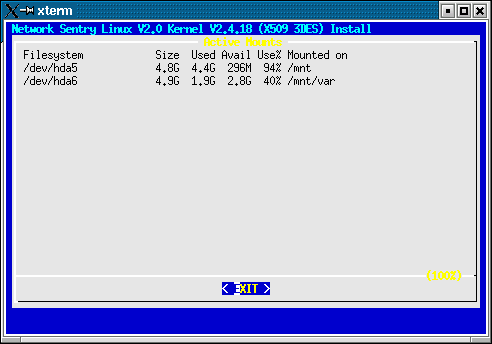 xterm
Network Sentry Linux V2.0 Kernel V2.4.18 (X509 3DES) Install
Active Mounts
Filesystem Size Used Avail Use% Mounted on
/dev/hda5 4.8G 4.4G 296M 94% /mnt
/dev/hda6 4.9G 1.9G 2.8G 40% /mnt/var
(100%)
< EXIT >